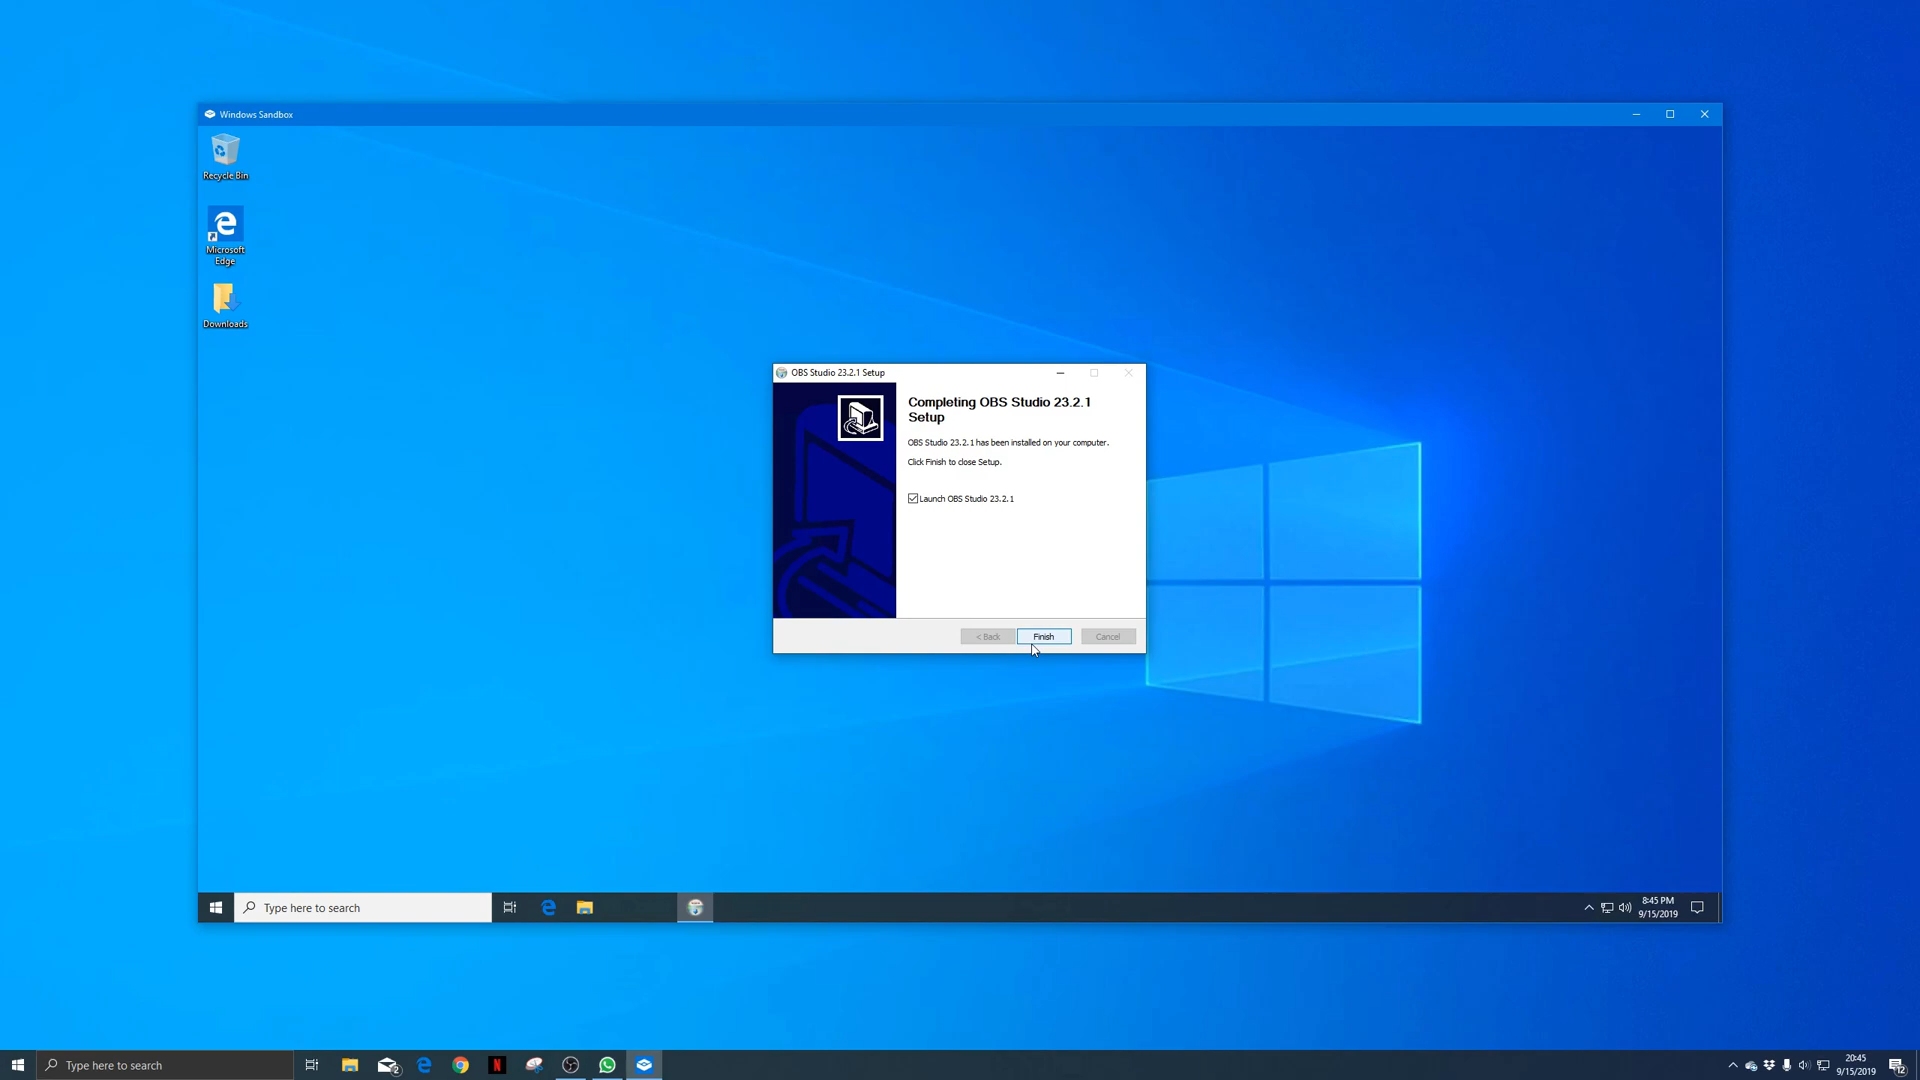 Windows Sandbox
Recycle Bin
Microsoft
Edge
Downloads
OBS Studio 23.2.1 Setup
Completing OBS Studio 23.2.1
Setup
OBS Studio 23.2.1 has been installed on your computer.
Click Finish to close Setup.
Launch OBS Studio 23.2.1
< Back
Finish
Cancel
Type here to search
8:45 PM
9/15/2019
Type here to search
2
N
20:45
9/15/2019
12